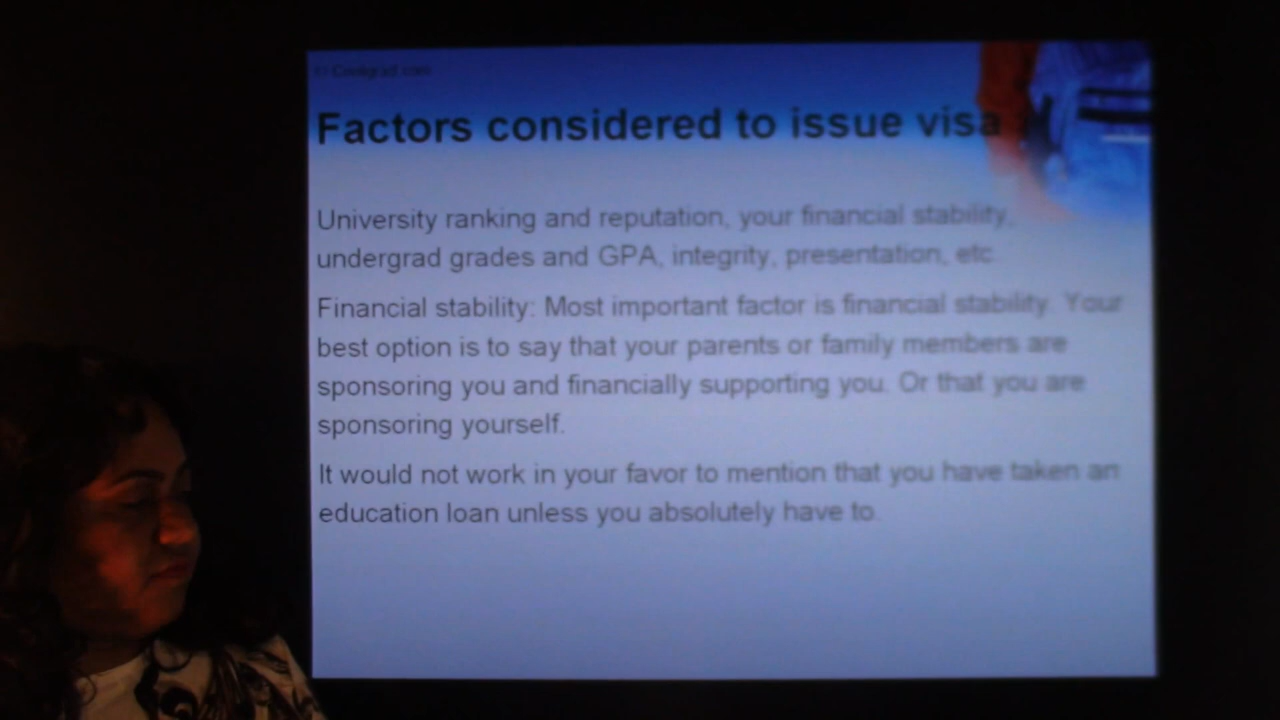 Factors considered to issue visa
University ranking and reputation, your financial stability,
undergrad grades and GPA, integrity, presentation, etc.
Financial stability: Most important factor is financial stability. Your
best option is to say that your parents or family members are
sponsoring you and financially supporting you. Or that you are
sponsoring yourself.
It would not work in your favor to mention that you have taken an
education loan unless you absolutely have to.